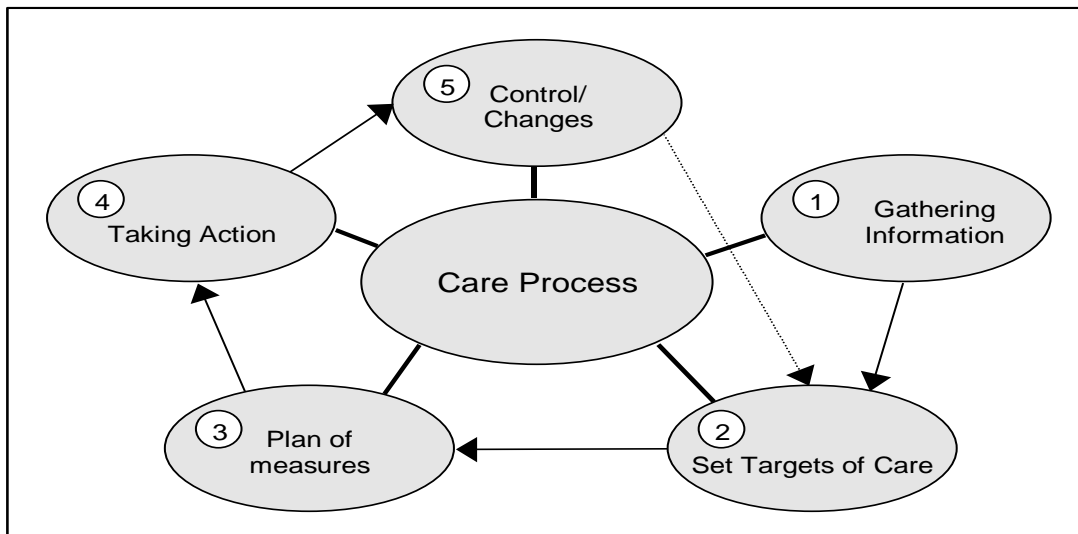 5
Control/
Changes
4
Taking Action
1
Gathering
Information
Care Process
3
Plan of
measures
2
Set Targets of Care